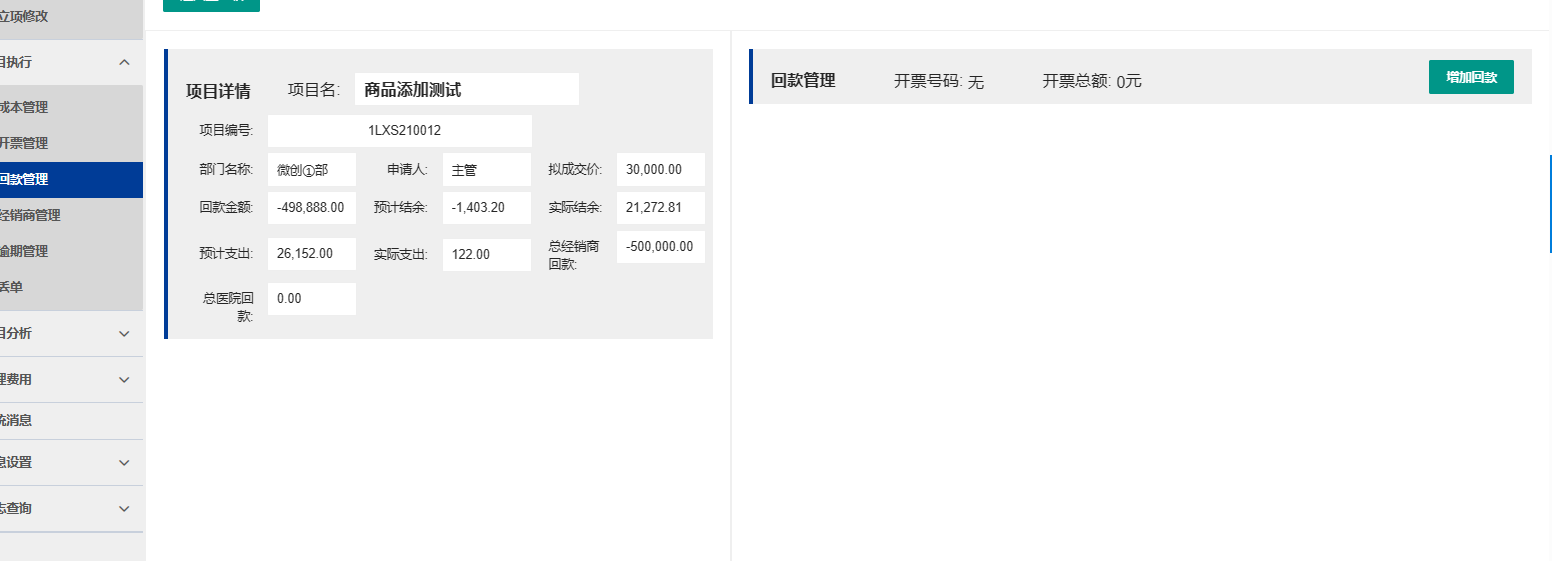 立项修改
目执行
成本管理
开票管理
回款管理
经销商管理
逾期管理
丢单
目分析
理费用
统消息
息设置
志查询
项目详情 项目名: 商品添加测试
项目编号: 1LXS210012
部门名称: 微创①部 申请人: 主管 拟成交价: 30,000.00
回款金额: -498,888.00 预计结余: -1,403.20 实际结余: 21,272.81
预计支出: 26,152.00 实际支出: 122.00 总经销商回款: -500,000.00
总医院回款: 0.00
回款管理 开票号码: 无 开票总额: 0元 增加回款